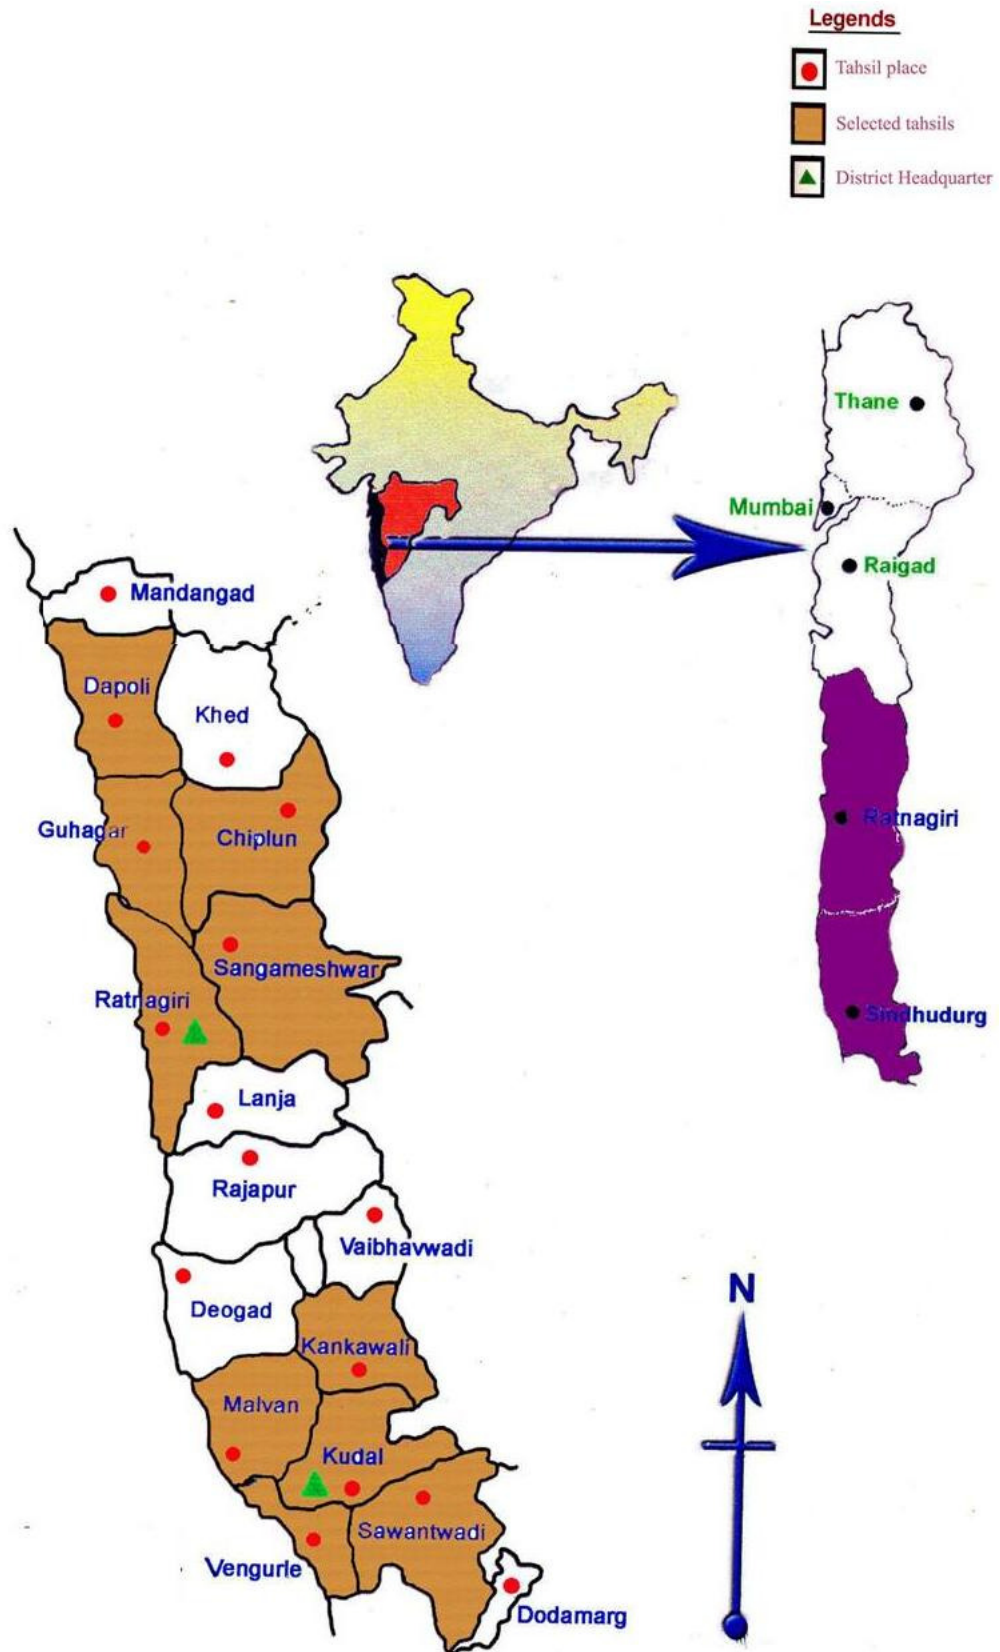 Legends
Tahsil place
Selected tahsils
District Headquarter
Thane
Mumbai
Raigad
Ratnagiri
Sindhudurg
Mandangad
Dapoli
Khed
Guhagar
Chiplun
Sangameshwar
Ratnagiri
Lanja
Rajapur
Vaibhavwadi
Deogad
Kankawali
Malvan
Kudal
Sawantwadi
Vengurle
Dodamarg
N